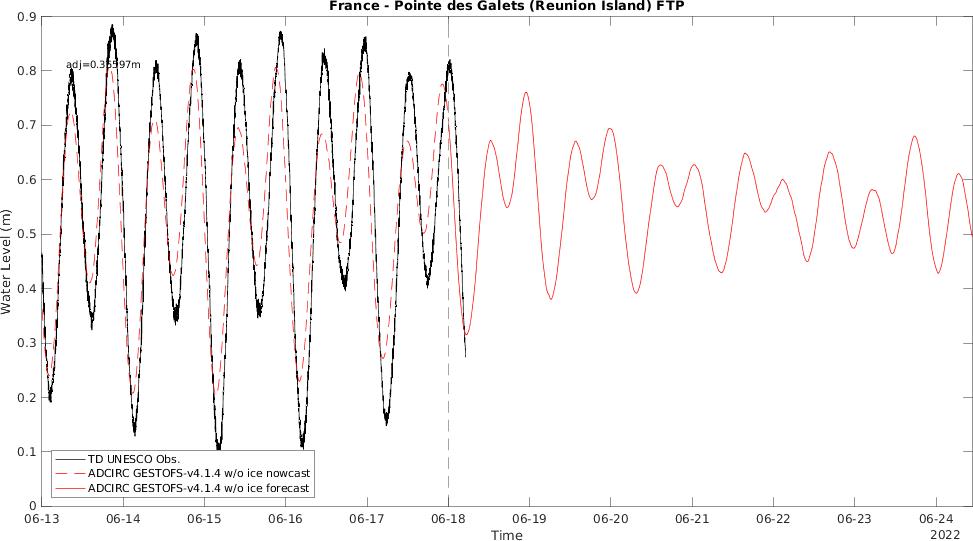 France - Pointe des Galets (Reunion Island) FTP
0.9
0.8
0.7
0.6
0.5
0.4
0.3
0.2
0.1
0
Water Level (m)
adj=0.35597m
TD UNESCO Obs.
ADCIRC GESTOFS-v4.1.4 w/o ice nowcast
ADCIRC GESTOFS-v4.1.4 w/o ice forecast
06-13 06-14 06-15 06-16 06-17 06-18 06-19 06-20 06-21 06-22 06-23 06-24
Time 2022